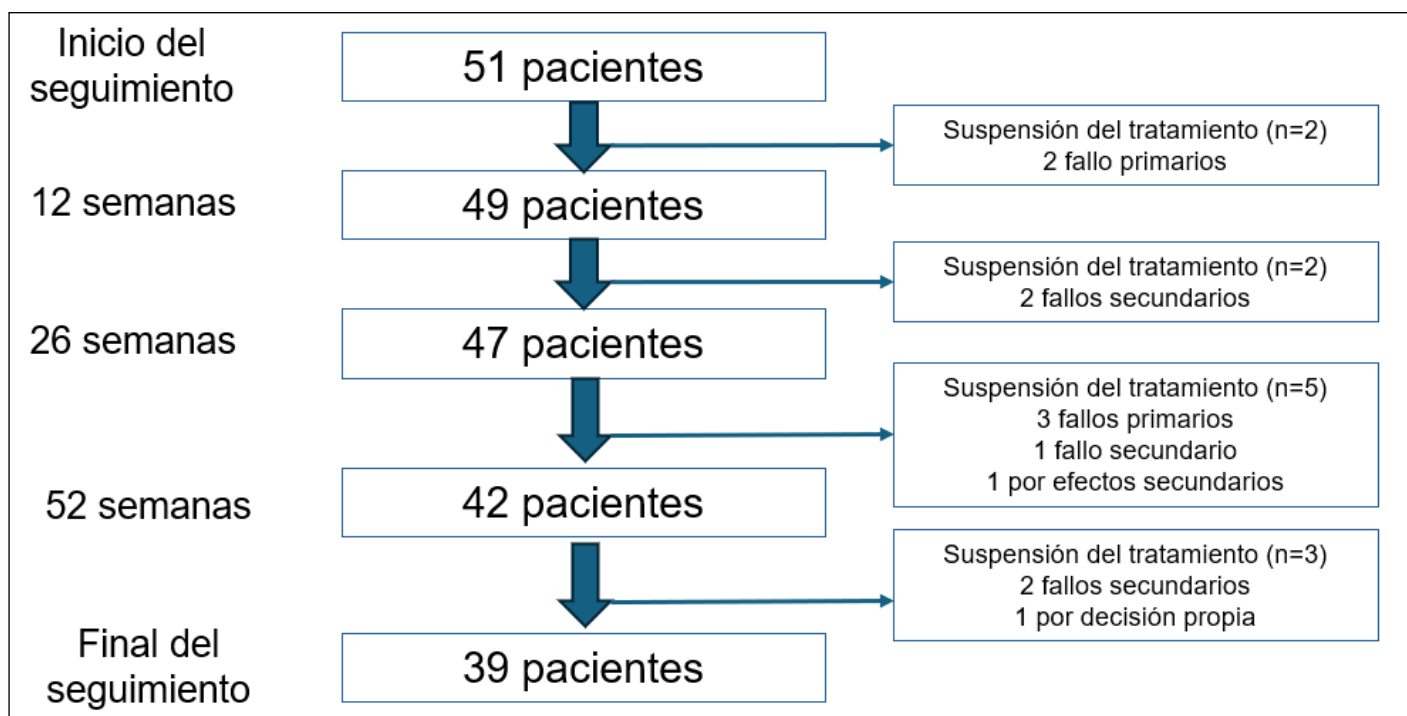 Inicio del
seguimiento
51 pacientes
Suspensión del tratamiento (n=2)
2 fallo primarios
12 semanas
49 pacientes
Suspensión del tratamiento (n=2)
2 fallos secundarios
26 semanas
47 pacientes
Suspensión del tratamiento (n=5)
3 fallos primarios
1 fallo secundario
1 por efectos secundarios
52 semanas
42 pacientes
Suspensión del tratamiento (n=3)
2 fallos secundarios
1 por decisión propia
Final del
seguimiento
39 pacientes